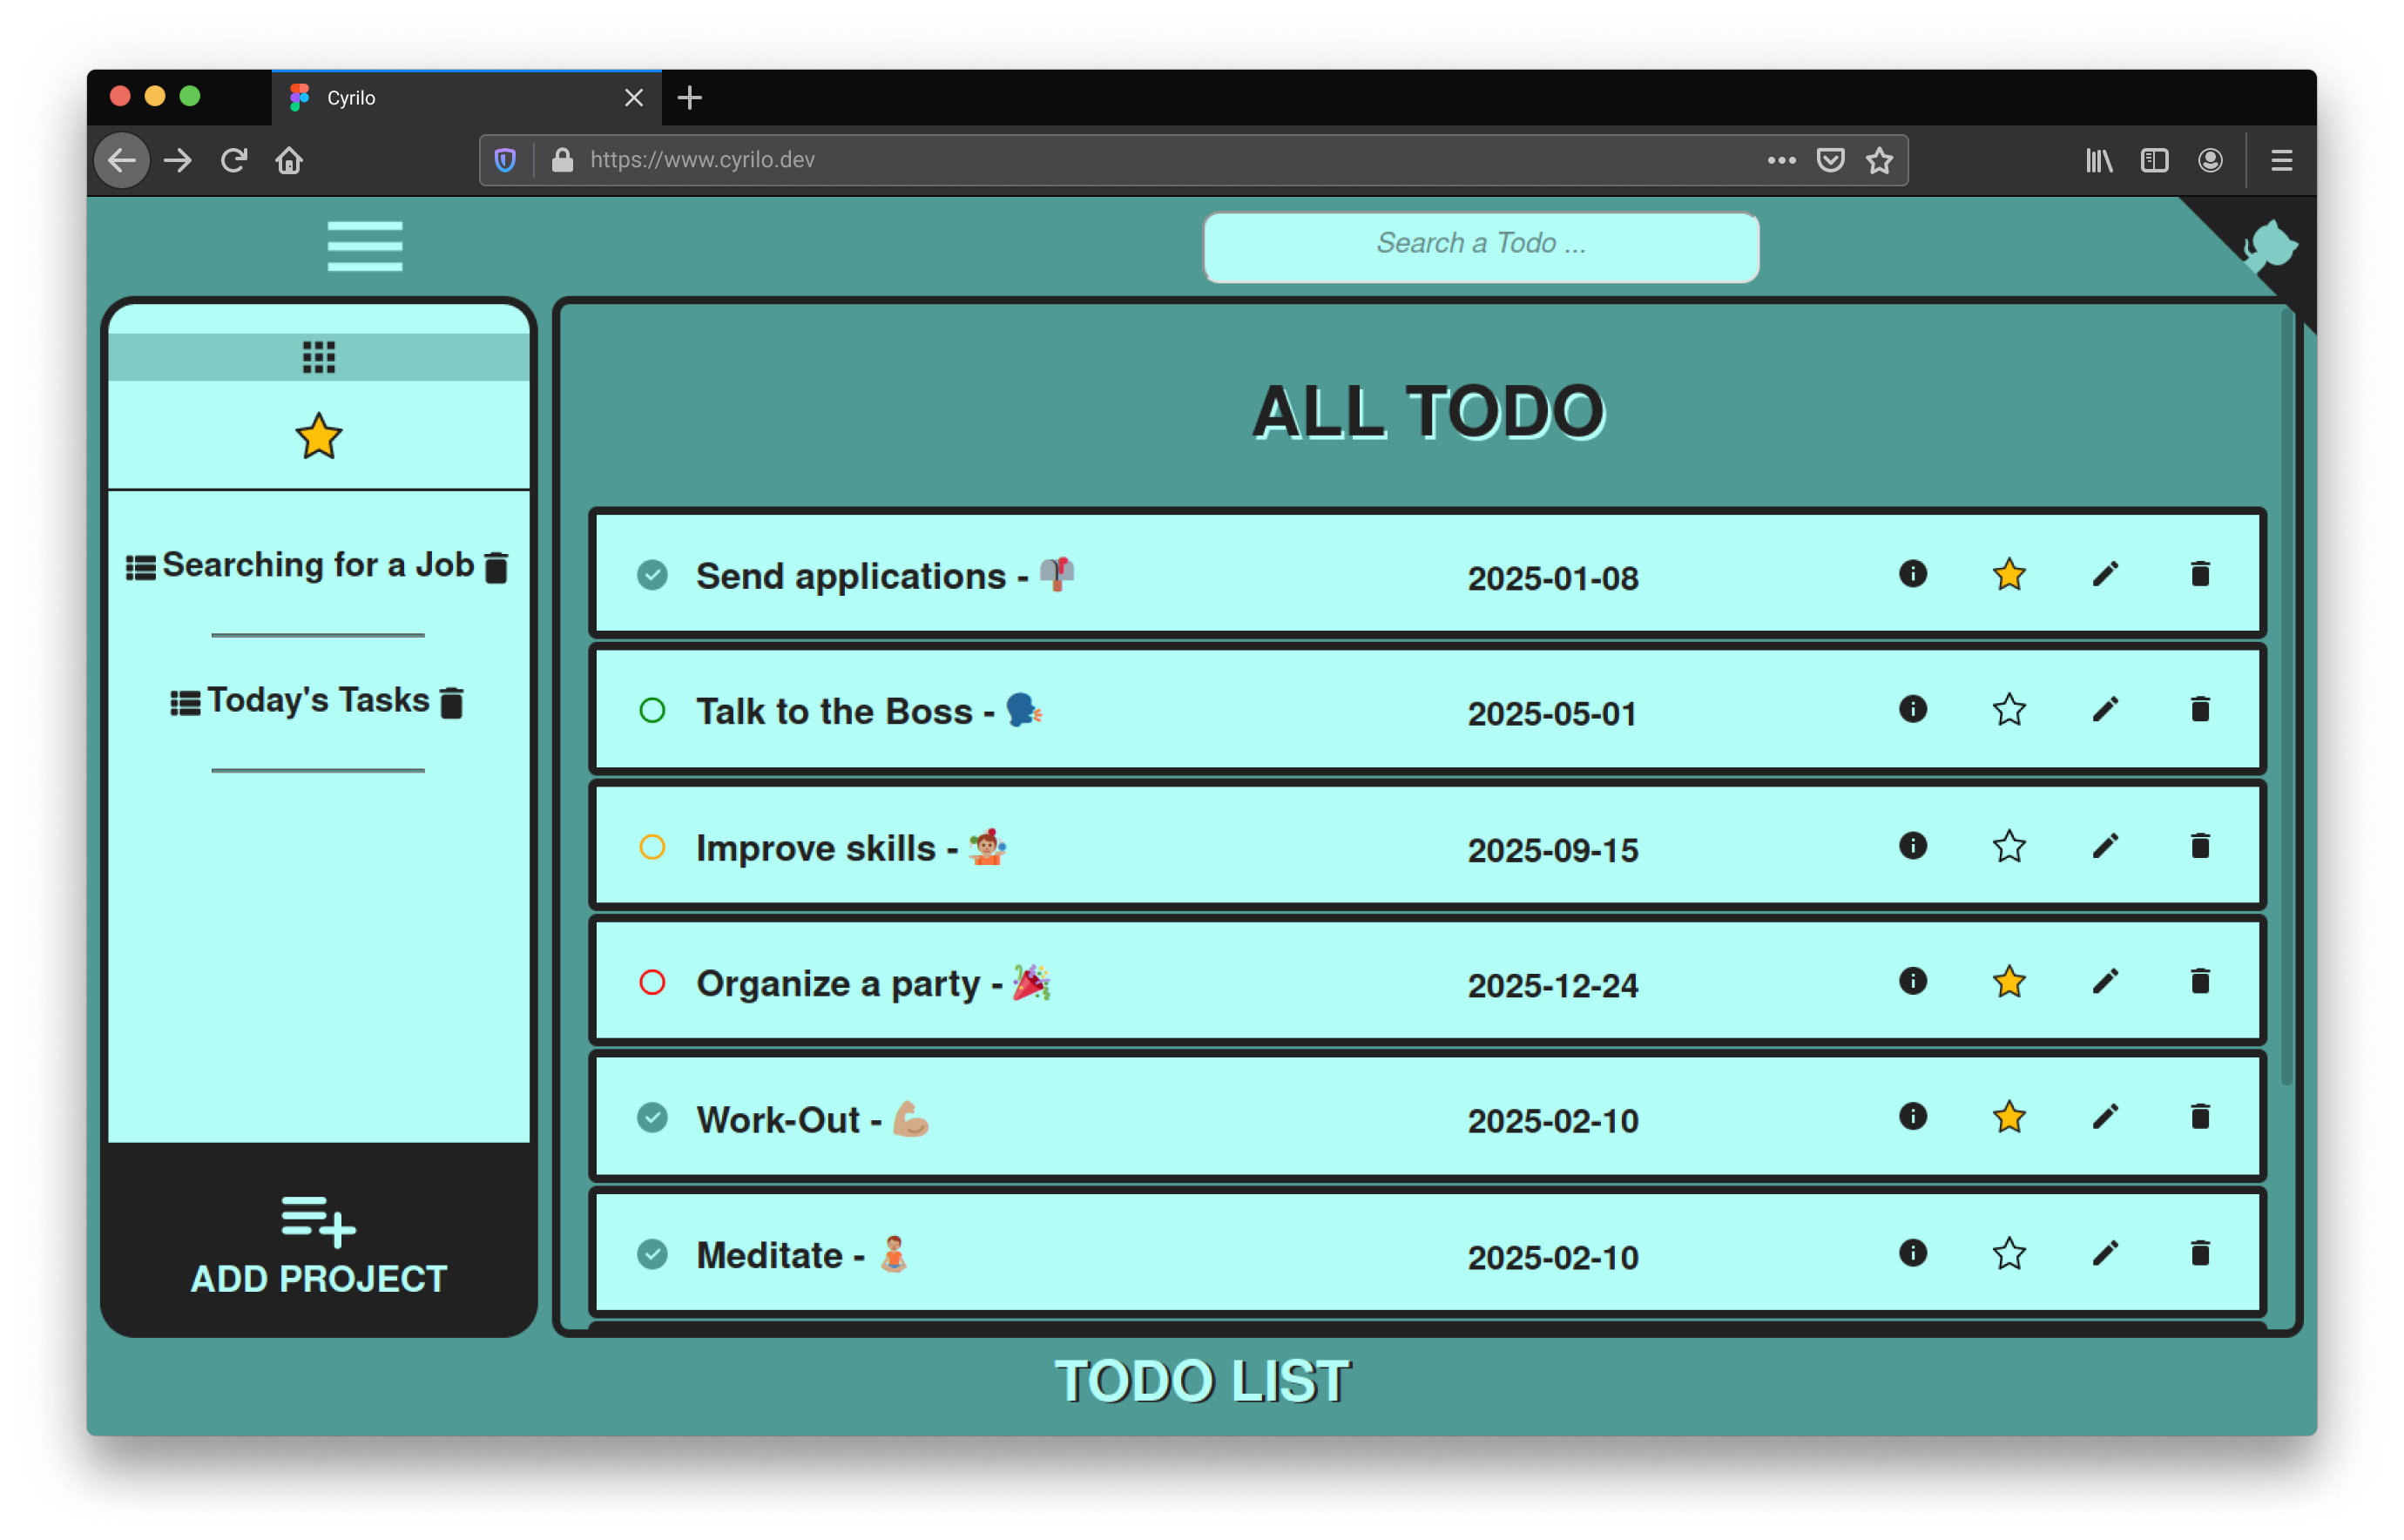 Cyrilo
https://www.cyrilo.dev
Search a Todo ...
Searching for a Job
Today's Tasks
ADD PROJECT
ALL TODO
Send applications - 📬 2025-01-08
Talk to the Boss - 🗣️ 2025-05-01
Improve skills - 🤹 2025-09-15
Organize a party - 🎉 2025-12-24
Work-Out - 💪🏼 2025-02-10
Meditate - 🧘 2025-02-10
TODO LIST